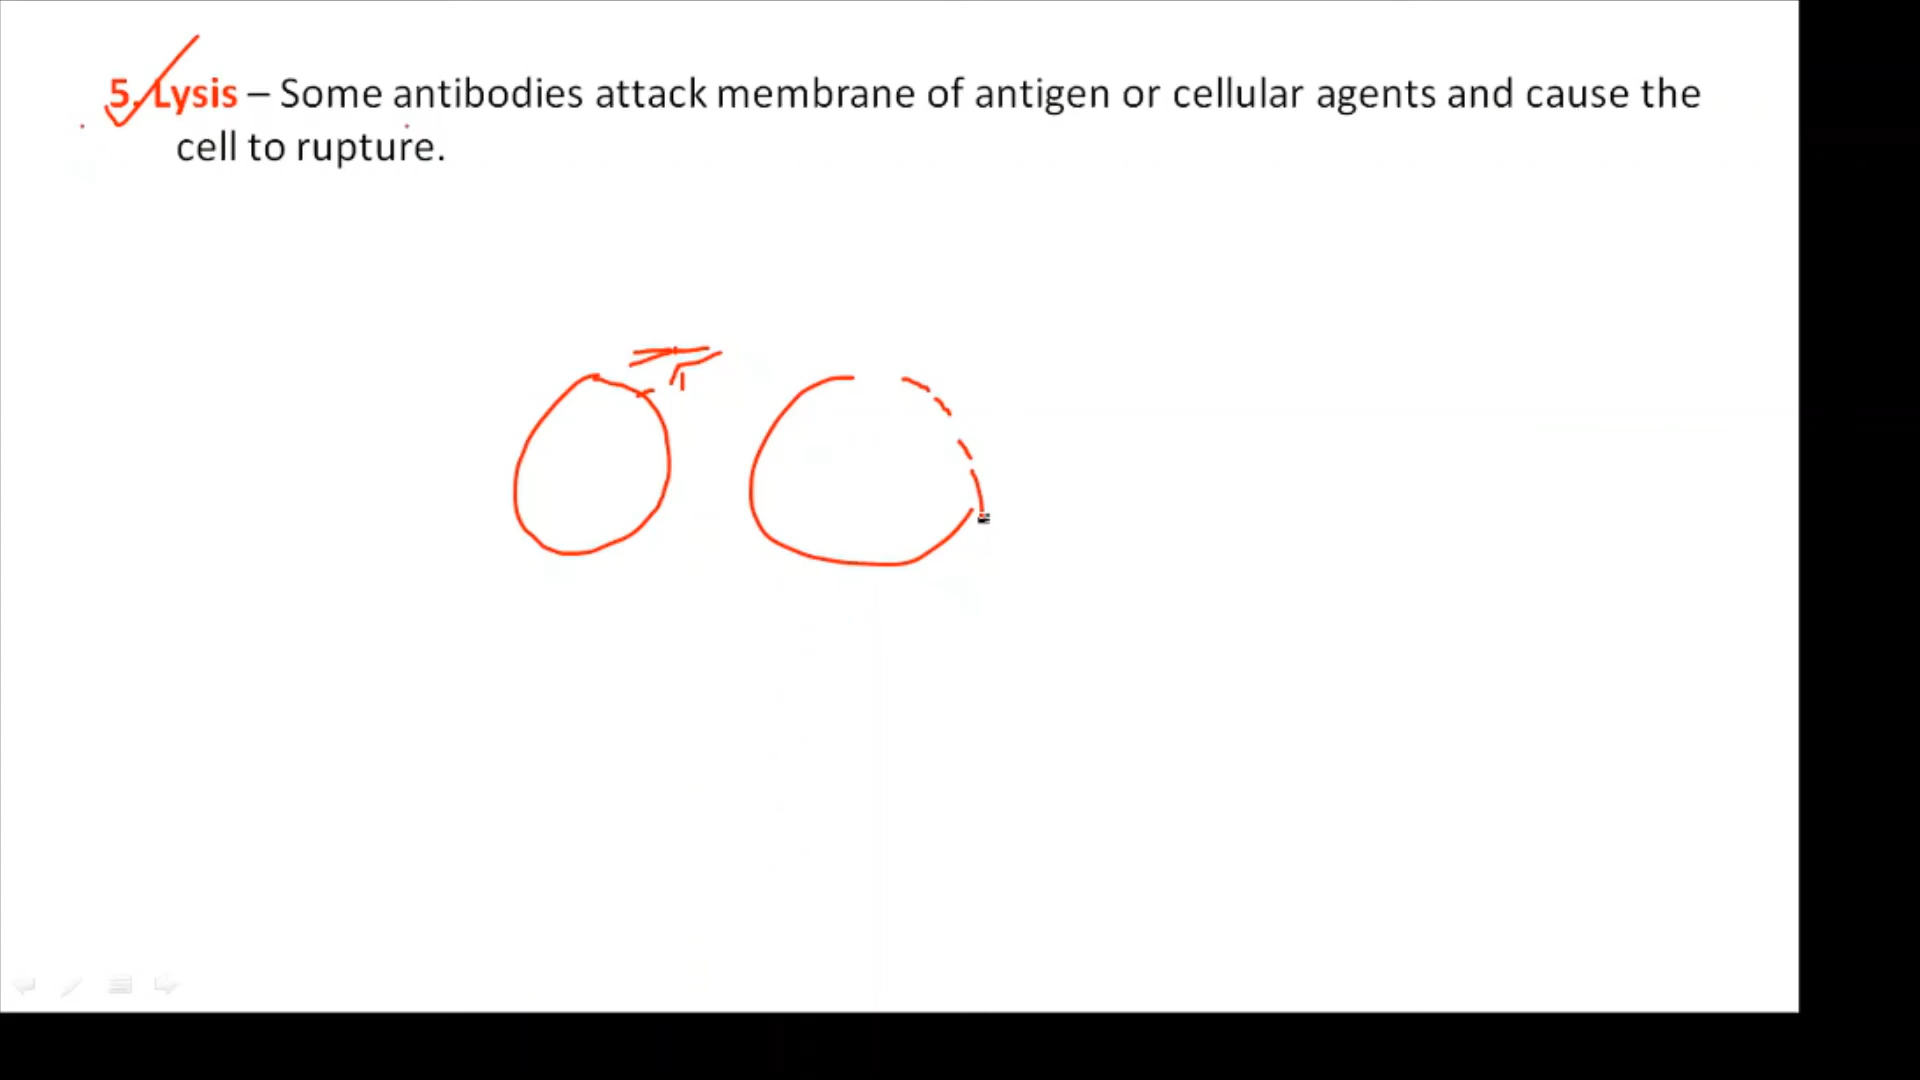 5. Lysis – Some antibodies attack membrane of antigen or cellular agents and cause the
cell to rupture.